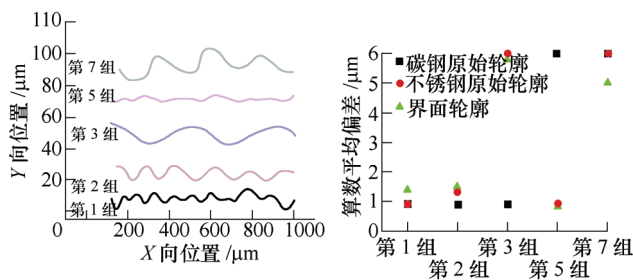 110
100
80
60
40
20
0
Y向位置/μm
第7组
第5组
第3组
第2组
第1组
200 400 600 800 1000
X向位置/μm
6
5
4
3
2
1
0
算数平均偏差/μm
碳钢原始轮廓
不锈钢原始轮廓
界面轮廓
第1组 第3组 第7组
第2组 第5组